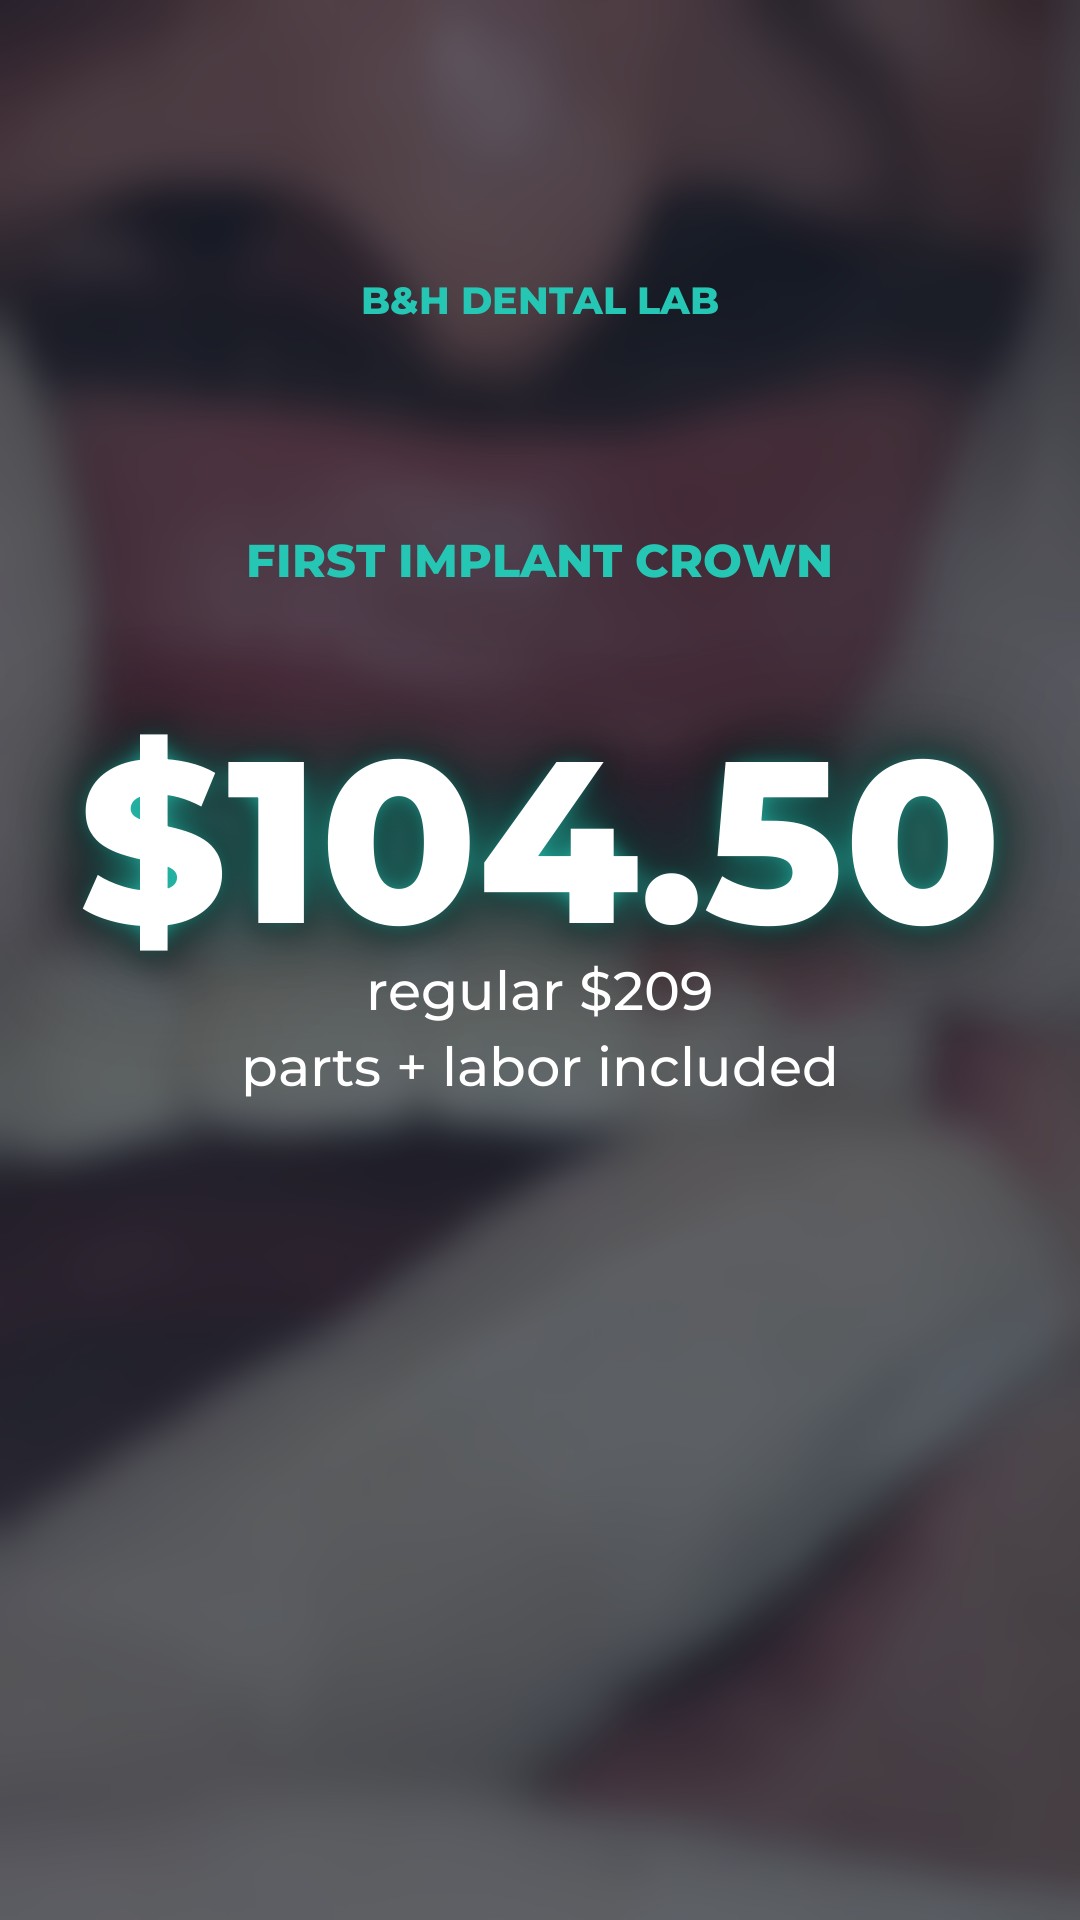 B&H DENTAL LAB
FIRST IMPLANT CROWN
$104.50
regular $209
parts + labor included